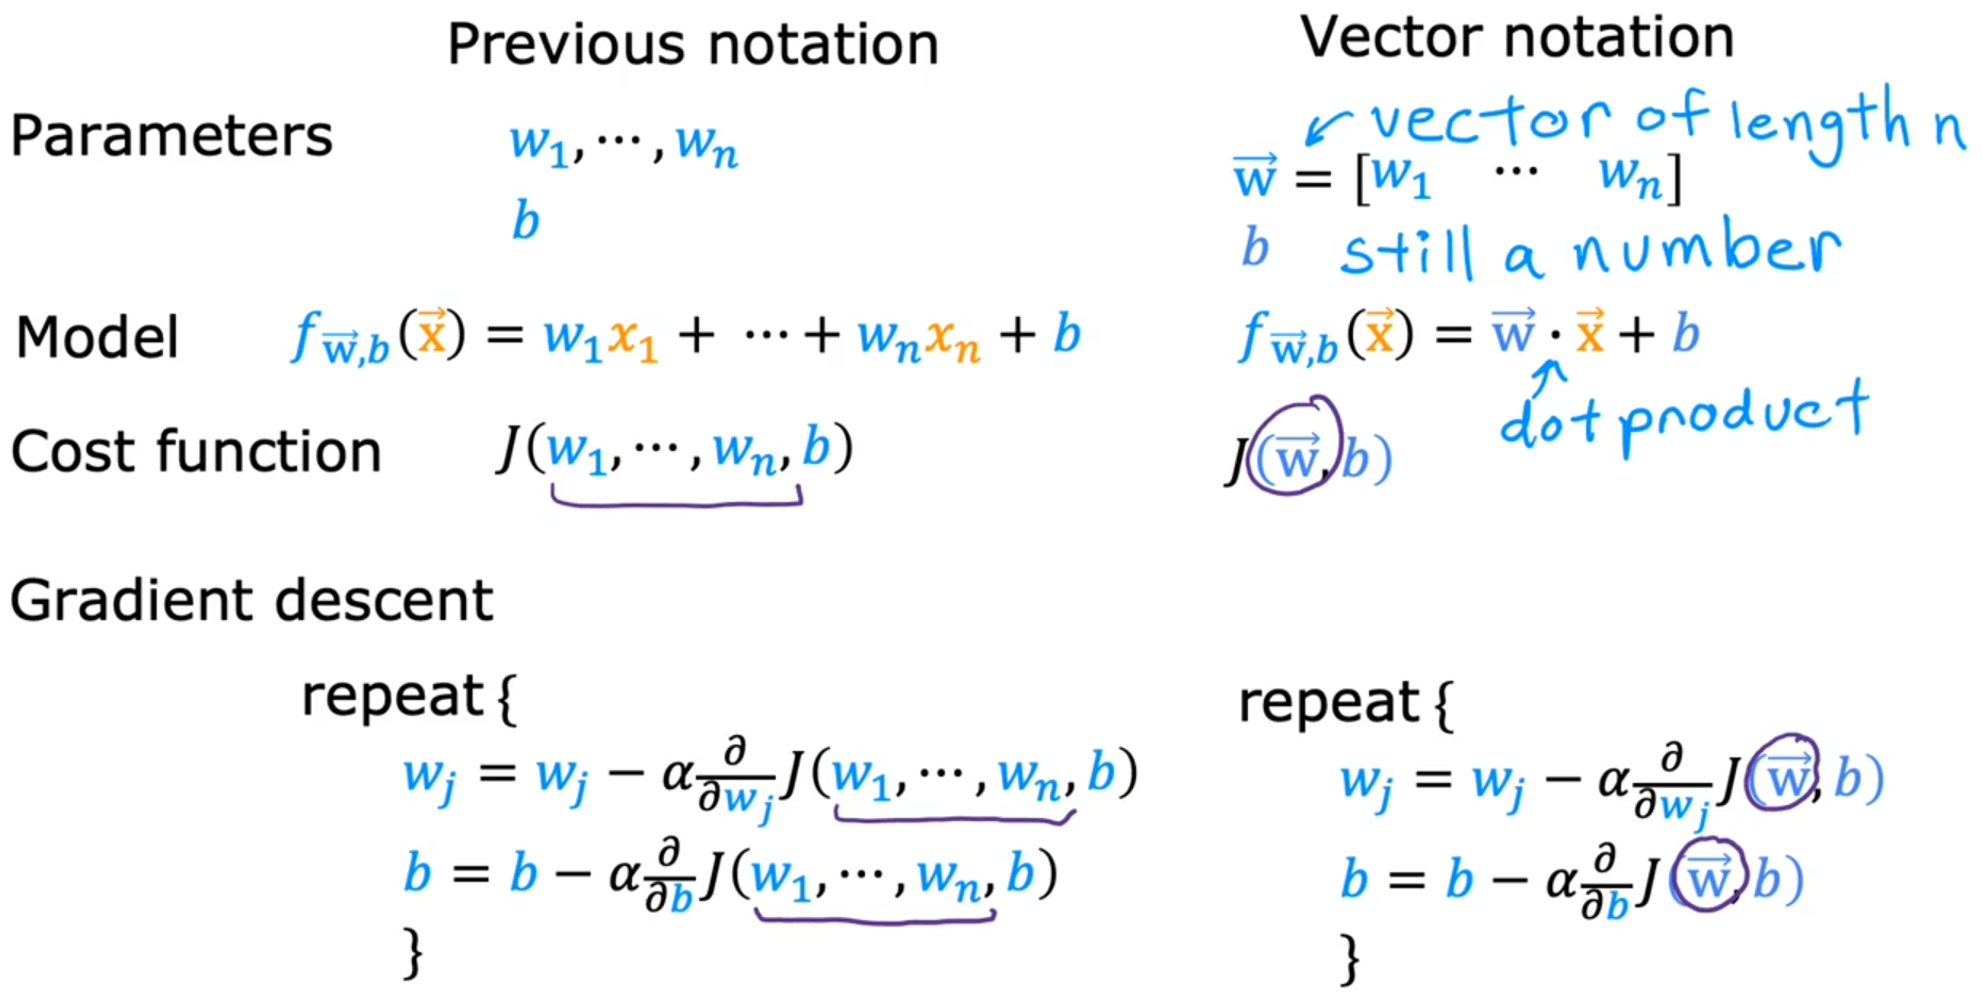 Previous notation    Vector notation
Parameters    w₁, ⋯ , wₙ    vector of length n
w⃗ = [w₁ ⋯ wₙ]
b    b still a number
Model    f_w⃗,b(x⃗) = w₁x₁ + ⋯ + wₙxₙ + b    f_w⃗,b(x⃗) = w⃗ · x⃗ + b
dot product
Cost function    J(w₁, ⋯ , wₙ, b)    J(w⃗, b)
Gradient descent
repeat {    repeat {
wⱼ = wⱼ − α ∂/∂wⱼ J(w₁, ⋯ , wₙ, b)    wⱼ = wⱼ − α ∂/∂wⱼ J(w⃗, b)
b = b − α ∂/∂b J(w₁, ⋯ , wₙ, b)    b = b − α ∂/∂b J(w⃗, b)
}    }